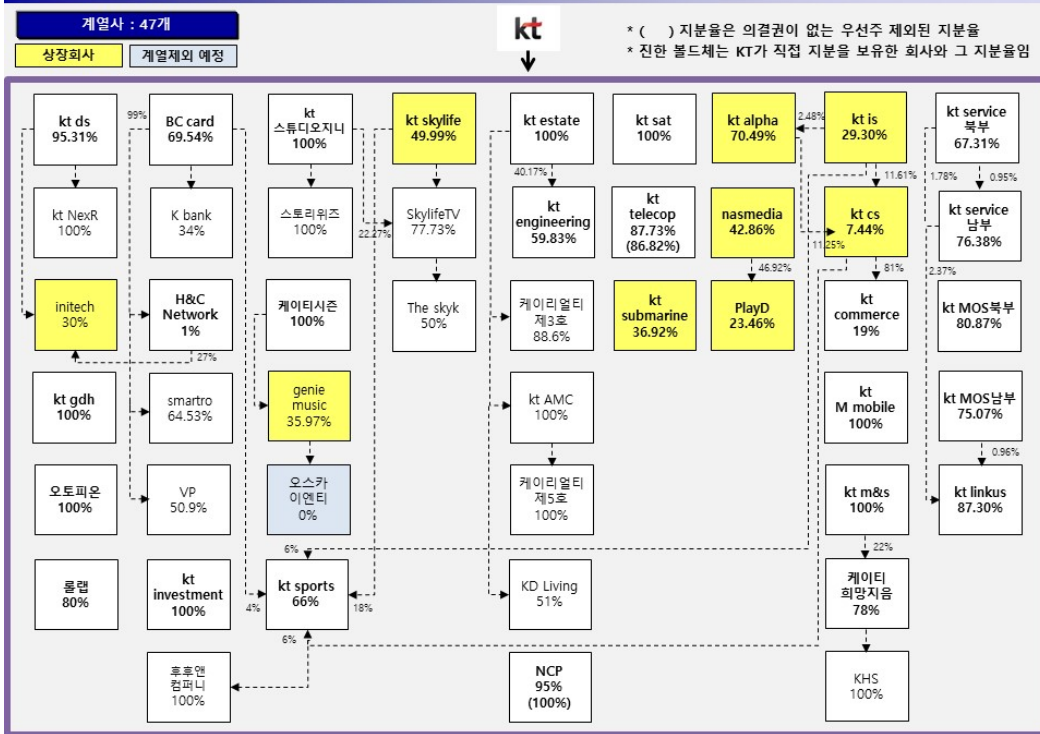 계열사 : 47개
상장회사
계열제외 예정
kt
* (    ) 지분율은 의결권이 없는 우선주 제외된 지분율
* 진한 볼드체는 KT가 직접 지분을 보유한 회사와 그 지분율임
kt ds
95.31%
99%
BC card
69.54%
kt
스튜디오지니
100%
kt skylife
49.99%
kt estate
100%
kt sat
100%
kt alpha
70.49%
2.48%
kt is
29.30%
kt service
북부
67.31%
40.17%
11.61%
1.78%
0.95%
kt NexR
100%
K bank
34%
스토리위즈
100%
22.27%
SkylifeTV
77.73%
kt
engineering
59.83%
kt
telecop
87.73%
(86.82%)
nasmedia
42.86%
11.25%
kt cs
7.44%
kt service
남부
76.38%
46.92%
81%
2.37%
initech
30%
H&C
Network
1%
27%
케이티시즌
100%
The skyk
50%
케이리얼티
제3호
88.6%
kt
submarine
36.92%
PlayD
23.46%
kt
commerce
19%
kt MOS북부
80.87%
kt gdh
100%
smartro
64.53%
genie
music
35.97%
kt AMC
100%
kt
M mobile
100%
kt MOS남부
75.07%
0.96%
오토피온
100%
VP
50.9%
오스카
이엔티
0%
케이리얼티
제5호
100%
kt m&s
100%
kt linkus
87.30%
6%
22%
롤랩
80%
kt
investment
100%
4%
kt sports
66%
18%
KD Living
51%
케이티
희망지음
78%
6%
후후앤
컴퍼니
100%
NCP
95%
(100%)
KHS
100%